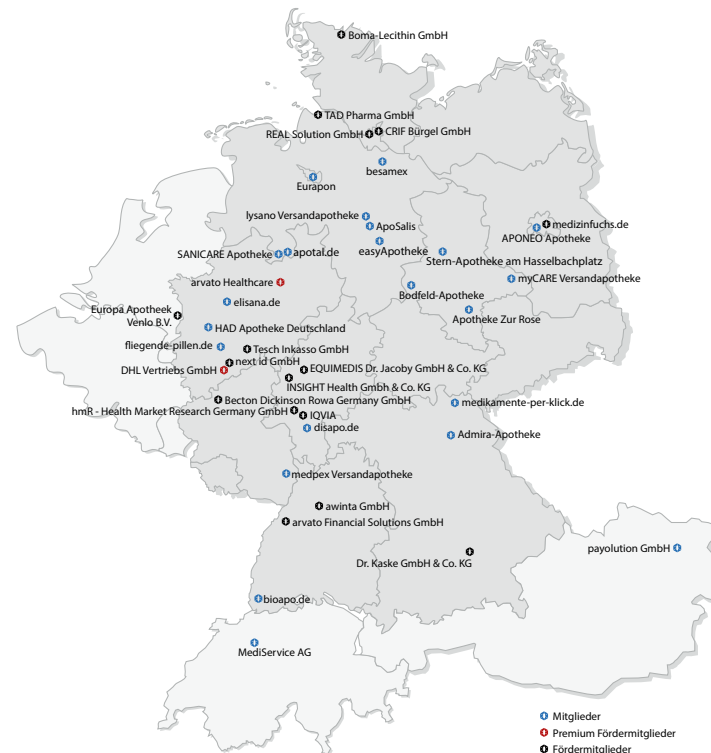 Boma-Lecithin GmbH
TAD Pharma GmbH
CRIF Bürgel GmbH
REAL Solution GmbH
besamex
Eurapon
lysano Versandapotheke
ApoSalis
medizinfuchs.de
APONEO Apotheke
easyApotheke
SANICARE Apotheke
apotal.de
Stern-Apotheke am Hasselbachplatz
myCARE Versandapotheke
arvato Healthcare
Bodfeld-Apotheke
elisana.de
Europa Apotheek
Venlo B.V.
Apotheke Zur Rose
HAD Apotheke Deutschland
fliegende-pillen.de
Tesch Inkasso GmbH
next id GmbH
DHL Vertriebs GmbH
EQUIMEDIS Dr. Jacoby GmbH & Co. KG
INSIGHT Health Gmbh & Co. KG
Becton Dickinson Rowa Germany GmbH
medikamente-per-klick.de
hmR - Health Market Research Germany GmbH
IQVIA
disapo.de
Admira-Apotheke
medpex Versandapotheke
awinta GmbH
arvato Financial Solutions GmbH
payolution GmbH
Dr. Kaske GmbH & Co. KG
bioapo.de
MediService AG
Mitglieder
Premium Fördermitglieder
Fördermitglieder